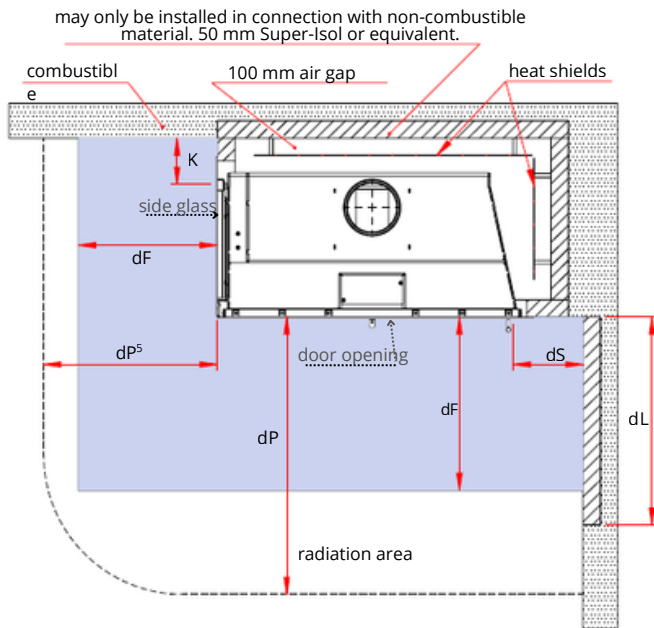 may only be installed in connection with non-combustible
material. 50 mm Super-Isol or equivalent.
combustibl
e
100 mm air gap
heat shields
K
side glass
dF
dP⁵
door opening
dS
dF
dP
dL
radiation area